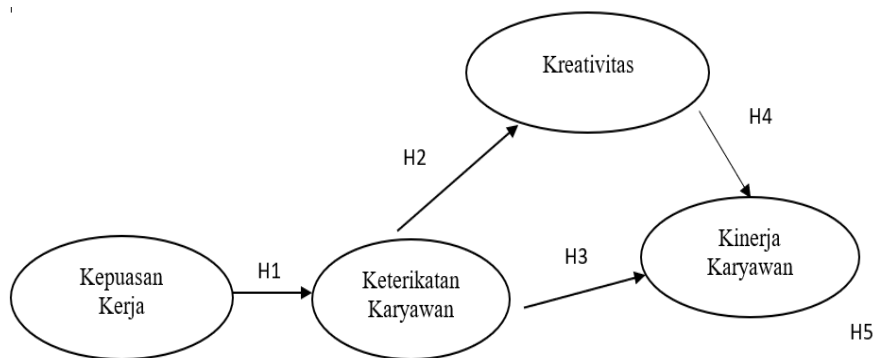 Kreativitas
H4
H2
Kepuasan
Kerja
H1
Keterikatan
Karyawan
H3
Kinerja
Karyawan
H5